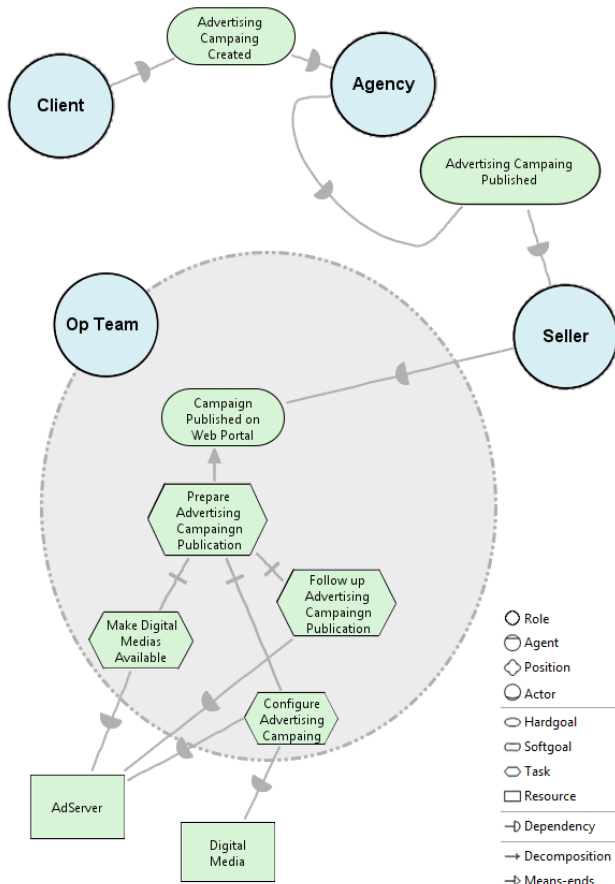 Advertising
Campaing
Created
Client
Agency
Advertising Campaing
Published
Op Team
Seller
Campaign
Published on
Web Portal
Prepare
Advertising
Campaingn
Publication
Follow up
Advertising
Campaingn
Publication
Make Digital
Medias
Available
Configure
Advertising
Campaing
AdServer
Digital
Media
Role
Agent
Position
Actor
Hardgoal
Softgoal
Task
Resource
Dependency
Decomposition
Means-ends